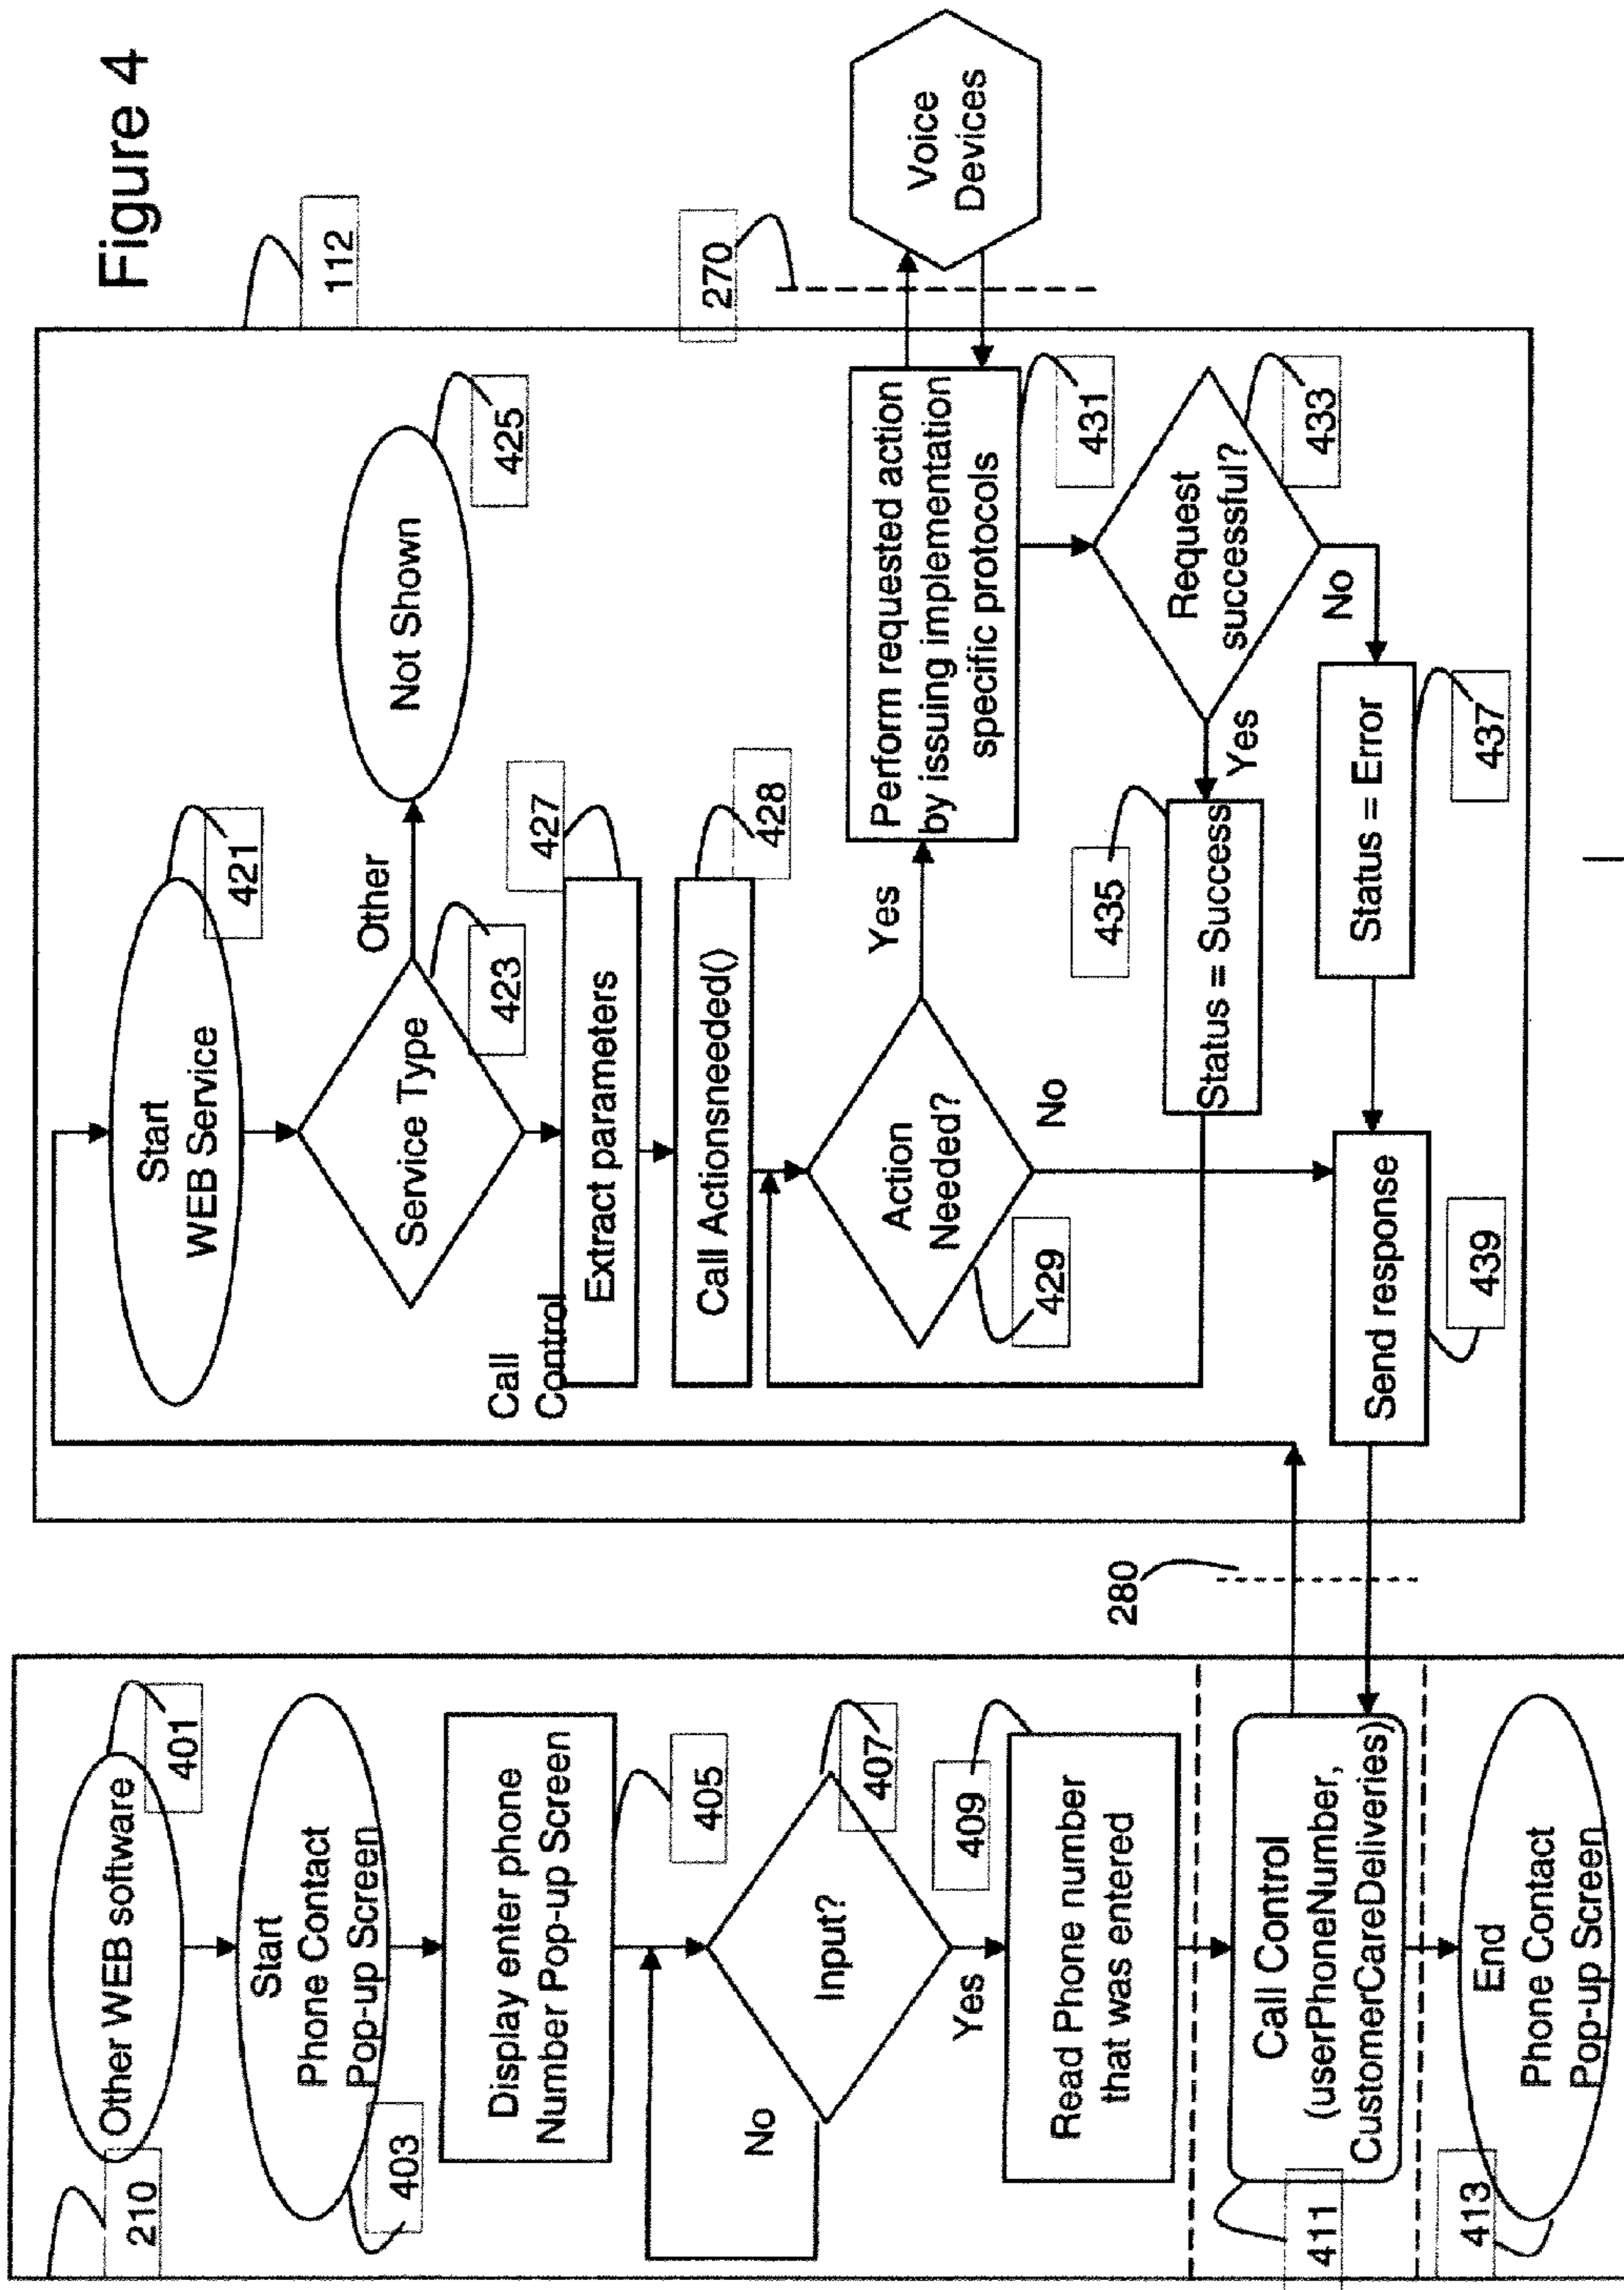 Figure 4
210
Other WEB software
401
Start
Phone Contact
Pop-up Screen
403
Display enter phone
Number Pop-up Screen
405
Input?
407
No
Yes
409
Read Phone number
that was entered
Call Control
(userPhoneNumber,
CustomerCareDeliveries)
411
280
End
Phone Contact
Pop-up Screen
413
112
Start
WEB Service
421
Service Type
423
Other
Not Shown
425
Call
Control
427
Extract parameters
428
Call Actionsneeded()
Action
Needed?
429
Yes
No
Perform requested action
by issuing implementation
specific protocols
431
270
Voice
Devices
Request
successful?
433
Yes
No
435
Status = Success
Status = Error
437
Send response
439